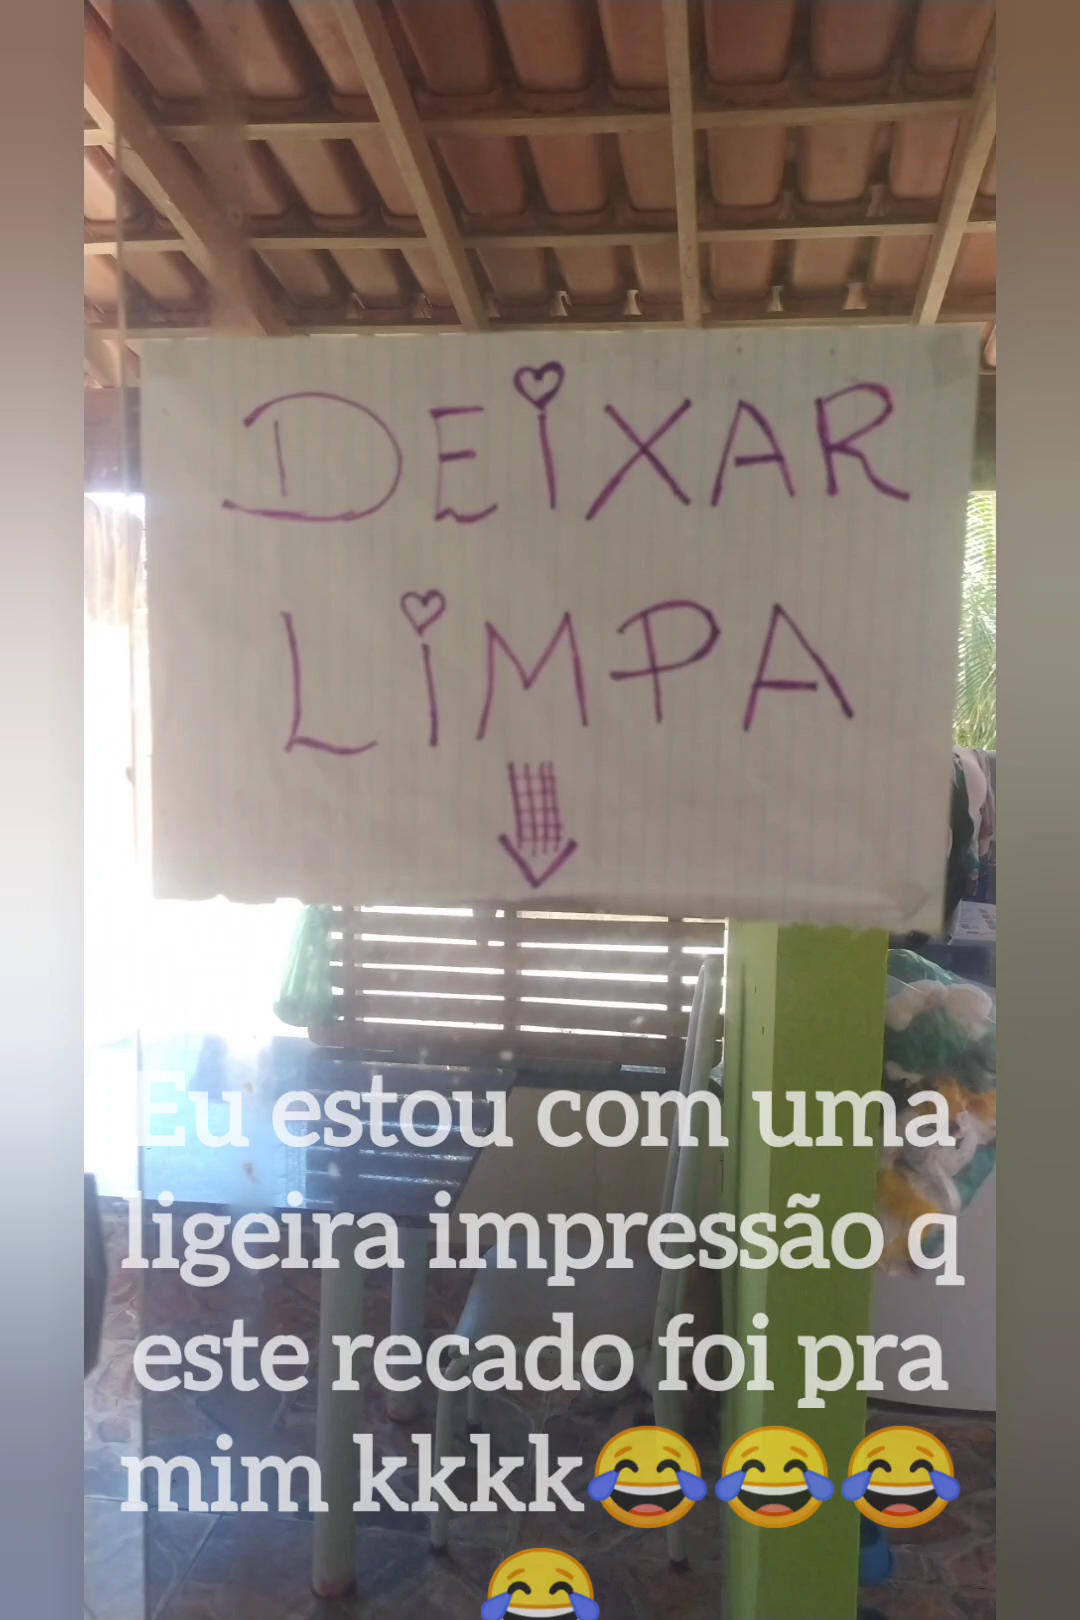 DEIXAR
LIMPA
Eu estou com uma
ligeira impressão q
este recado foi pra
mim kkkk😂😂😂
😂